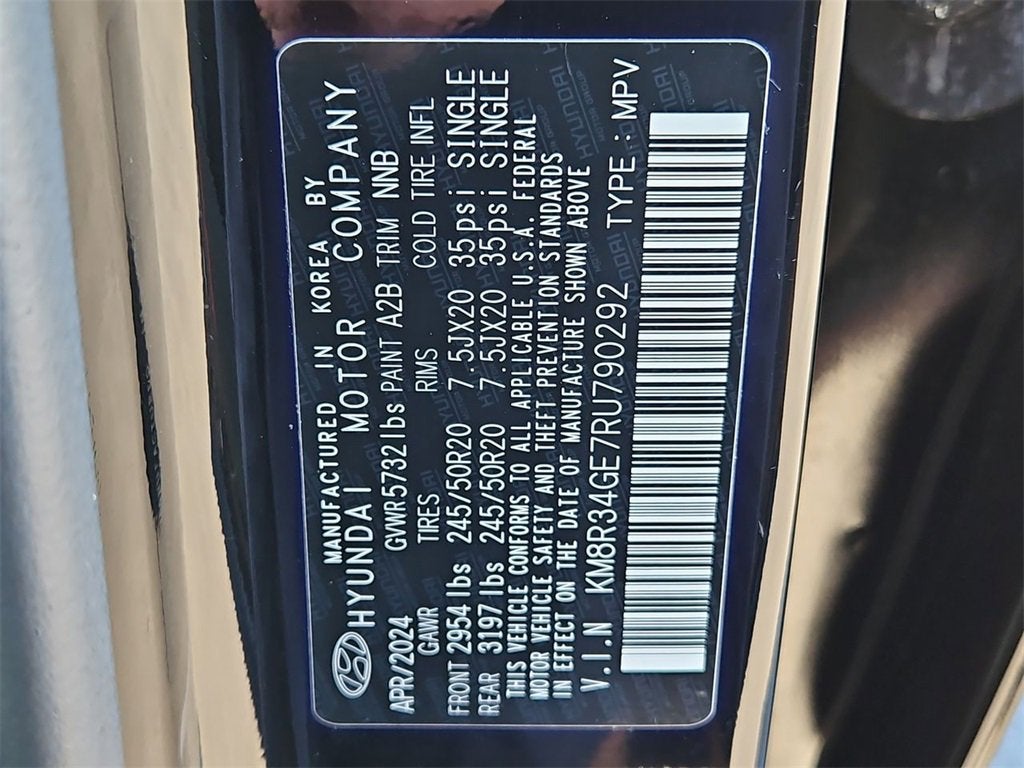 MANUFACTURED IN KOREA BY
HYUNDAI MOTOR COMPANY
APR/2024 GVWR5732lbs PAINT A2B TRIM NNB
GAWR TIRES RIMS COLD TIRE INFL
FRONT 2954 lbs 245/50R20 7.5JX20 35psi SINGLE
REAR 3197 lbs 245/50R20 7.5JX20 35psi SINGLE
THIS VEHICLE CONFORMS TO ALL APPLICABLE U.S.A. FEDERAL
MOTOR VEHICLE SAFETY AND THEFT PREVENTION STANDARDS
IN EFFECT ON THE DATE OF MANUFACTURE SHOWN ABOVE
V.I.N KM8R34GE7RU790292 TYPE : MPV